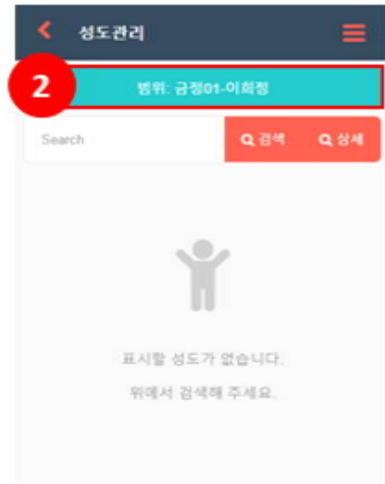 성도관리
2
범위: 금정01-이희정
Search 검색 상세
표시할 성도가 없습니다.
위에서 검색해 주세요.